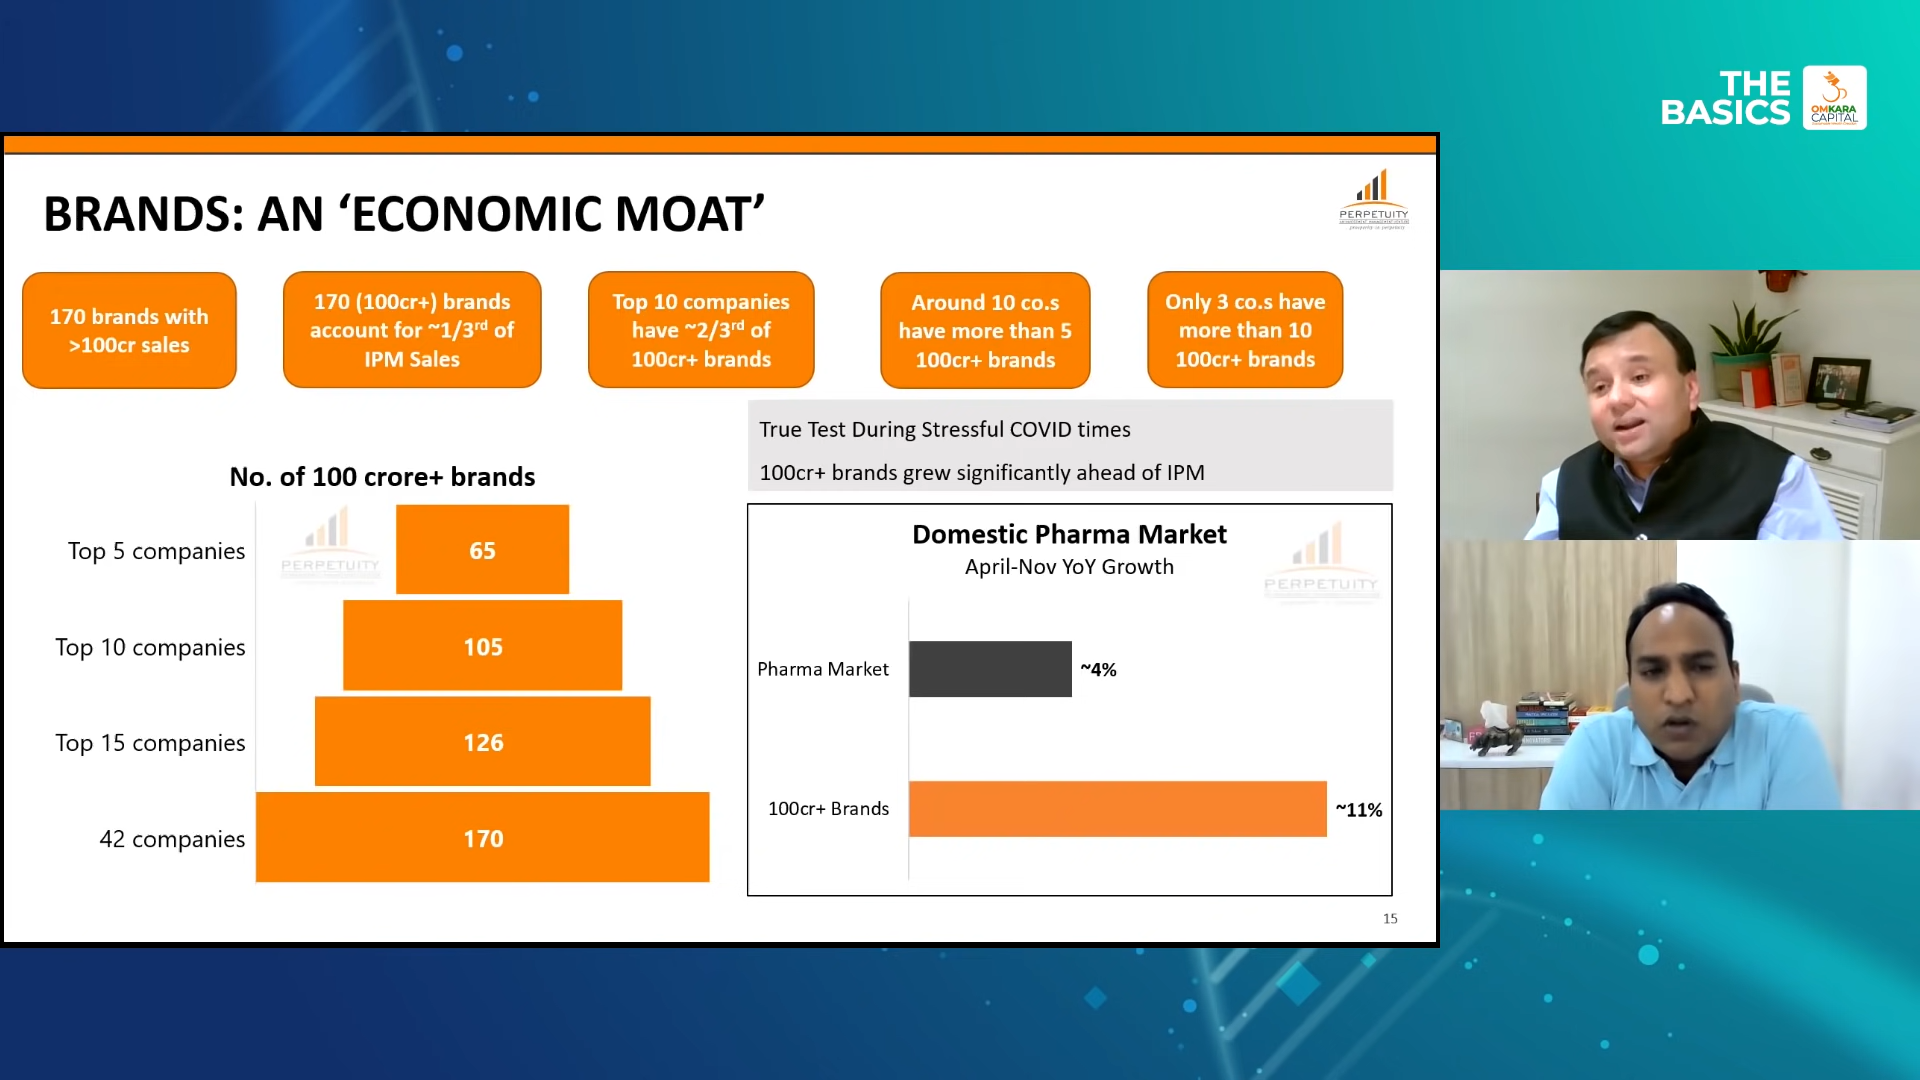 THE
BASICS
OMKARA
CAPITAL
BRANDS: AN ‘ECONOMIC MOAT’
PERPETUITY
170 brands with
>100cr sales
170 (100cr+) brands
account for ~1/3rd of
IPM Sales
Top 10 companies
have ~2/3rd of
100cr+ brands
Around 10 co.s
have more than 5
100cr+ brands
Only 3 co.s have
more than 10
100cr+ brands
True Test During Stressful COVID times
100cr+ brands grew significantly ahead of IPM
No. of 100 crore+ brands
PERPETUITY
Top 5 companies 65
Top 10 companies 105
Top 15 companies 126
42 companies 170
Domestic Pharma Market
April-Nov YoY Growth
PERPETUITY
Pharma Market ~4%
100cr+ Brands ~11%
15